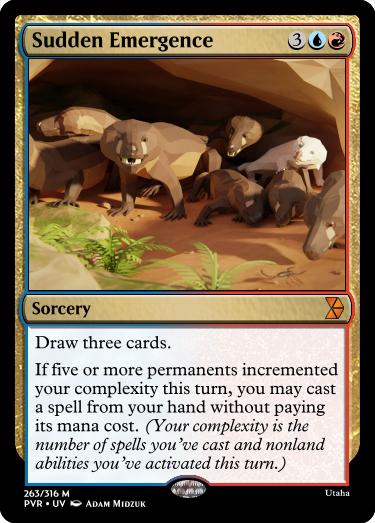 Sudden Emergence 3
Sorcery
Draw three cards.
If five or more permanents incremented
your complexity this turn, you may cast
a spell from your hand without paying
its mana cost. (Your complexity is the
number of spells you've cast and nonland
abilities you've activated this turn.)
263/316 M
Utaha
PVR • UV Adam Midzuk